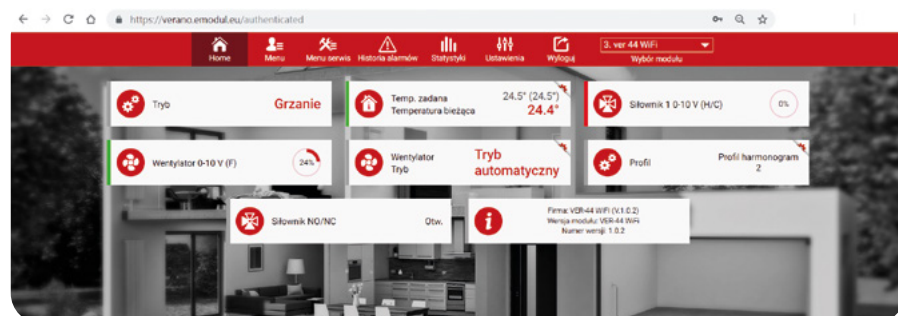 https://verano.emodul.eu/authenticated
Home
Menu
Menu serwis
Historia alarmów
Statystyki
Ustawienia
Wyloguj
3. ver 44 WiFi
Wybór modułu
Tryb
Grzanie
Temp. zadana
24.5° (24.5°)
Temperatura bieżąca
24.4°
Siłownik 1 0-10 V (H/C)
0%
Wentylator 0-10 V (F)
24%
Wentylator
Tryb
Tryb
automatyczny
Profil
Profil harmonogram
2
Siłownik NO/NC
Otw.
Firma: VER-44 WIFI (V.1.0.2)
Wersja modułu: VER-44 WiFi
Numer wersji: 1.0.2